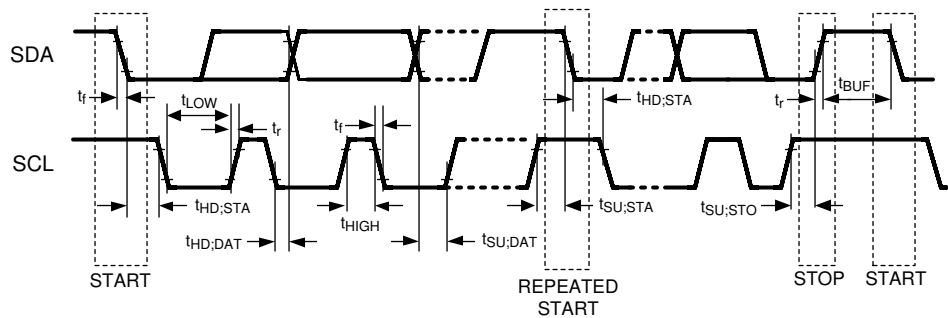 SDA
t_f
t_LOW
t_r
t_f
t_HD;STA
t_r
t_BUF
SCL
t_HD;STA
t_HD;DAT
t_HIGH
t_SU;DAT
t_SU;STA
t_SU;STO
START
REPEATED
START
STOP
START